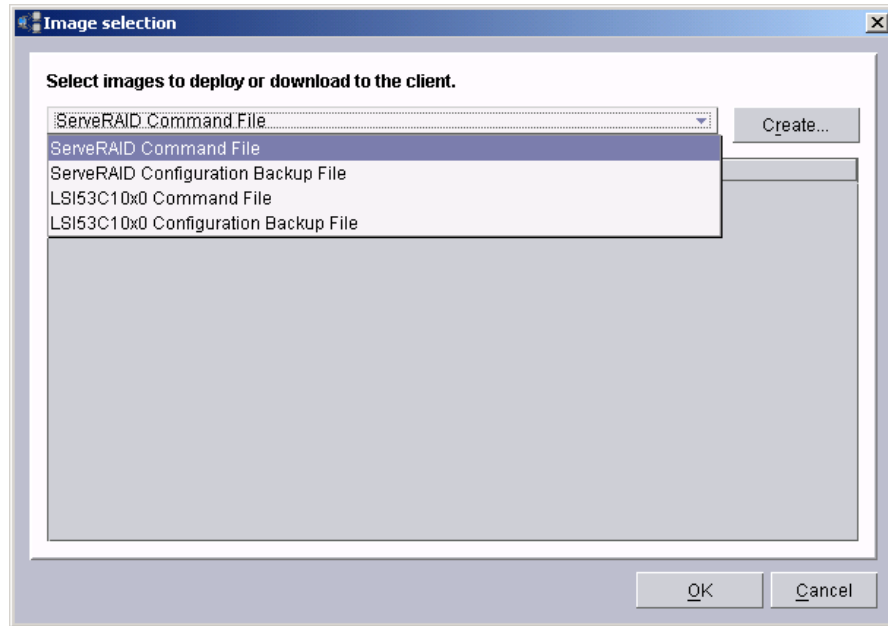 Image selection
Select images to deploy or download to the client.
ServeRAID Command File
Create...
ServeRAID Command File
ServeRAID Configuration Backup File
LSI53C10x0 Command File
LSI53C10x0 Configuration Backup File
OK
Cancel